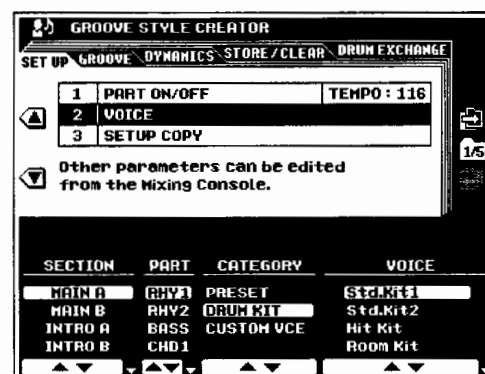 GROOVE STYLE CREATOR
SET UP GROOVE DYNAMICS STORE/CLEAR DRUM EXCHANGE
1 PART ON/OFF TEMPO: 116
2 VOICE
3 SETUP COPY
1/5
Other parameters can be edited
from the Mixing Console.
SECTION PART CATEGORY VOICE
MAIN A RHY1 PRESET Std.Kit1
MAIN B RHY2 DRUM KIT Std.Kit2
INTRO A BASS CUSTOM VCE Hit Kit
INTRO B CHD1 Room Kit